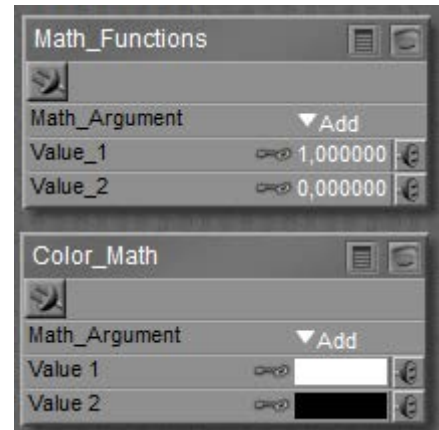 Math_Functions
Math_Argument ▼Add
Value_1 1,000000
Value_2 0,000000
Color_Math
Math_Argument ▼Add
Value 1
Value 2